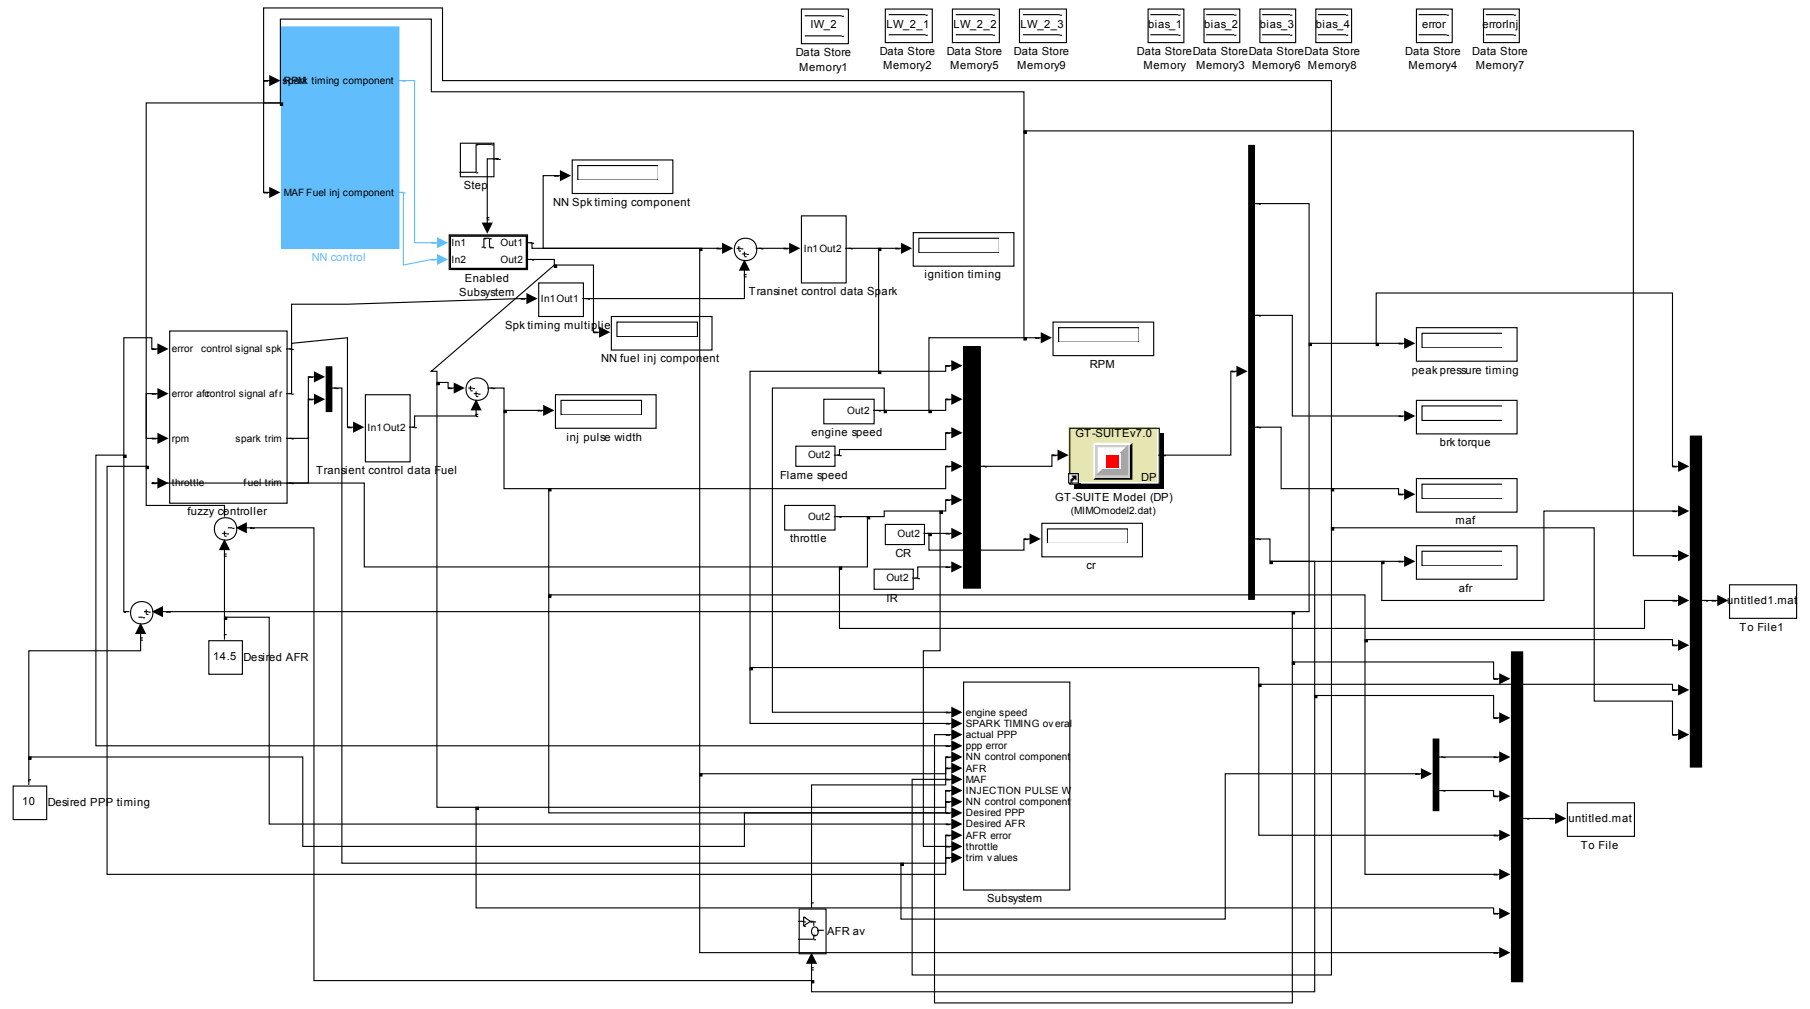 IW_2
Data Store
Memory1
LW_2_1
Data Store
Memory2
LW_2_2
Data Store
Memory5
LW_2_3
Data Store
Memory9
bias_1
Data Store
Memory
bias_2
Data Store
Memory3
bias_3
Data Store
Memory6
bias_4
Data Store
Memory8
error
Data Store
Memory4
errorInj
Data Store
Memory7
RPM
spark timing component
MAF
Fuel inj component
NN control
Step
In1
In2
Out1
Out2
Enabled
Subsystem
NN Spk timing component
In1
Out2
Transinet control data Spark
ignition timing
In1
Out1
Spk timing multiplie
NN fuel inj component
error
error afr
rpm
throttle
control signal spk
control signal afr
spark trim
fuel trim
fuzzy controller
In1
Out2
Transient control data Fuel
inj pulse width
RPM
Out2
engine speed
Out2
Flame speed
Out2
throttle
Out2
CR
Out2
IR
cr
GT-SUITEv7.0
DP
GT-SUITE Model (DP)
(MIMOmodel2.dat)
peak pressure timing
brk torque
maf
afr
untitled1.mat
To File1
14.5
Desired AFR
10
Desired PPP timing
engine speed
SPARK TIMING overal
actual PPP
ppp error
NN control component
AFR
MAF
INJECTION PULSE W
NN control component
Desired PPP
Desired AFR
AFR error
throttle
trim values
Subsystem
AFR av
untitled.mat
To File